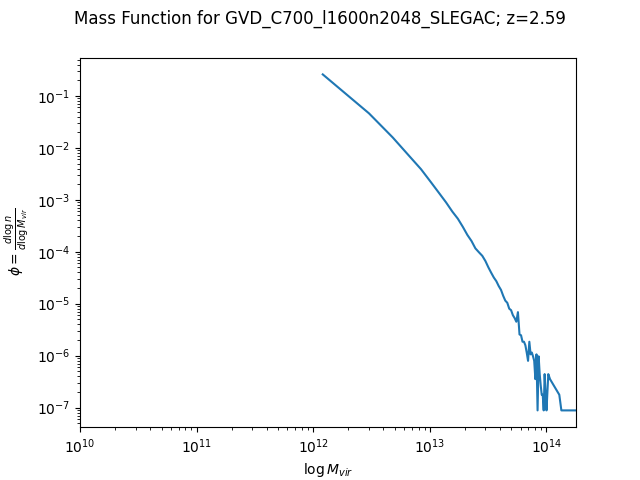 Mass Function for GVD_C700_l1600n2048_SLEGAC; z=2.59
10⁻¹
10⁻²
10⁻³
10⁻⁴
10⁻⁵
10⁻⁶
10⁻⁷
ϕ = d log n / d log M_vir
10¹⁰ 10¹¹ 10¹² 10¹³ 10¹⁴
log M_vir